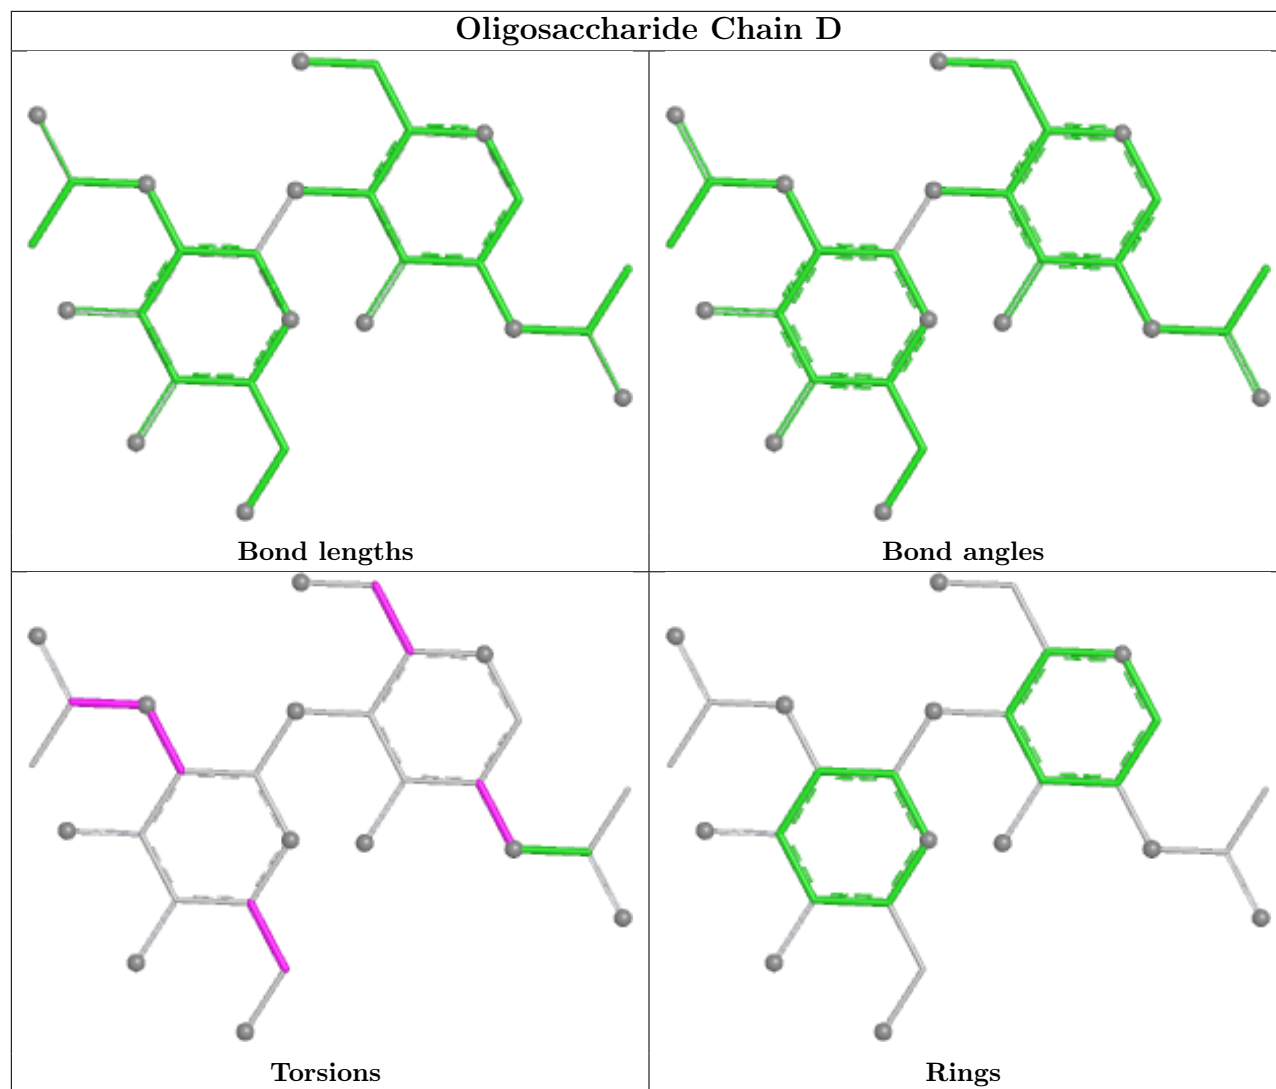 Oligosaccharide Chain D
Bond lengths
Bond angles
Torsions
Rings